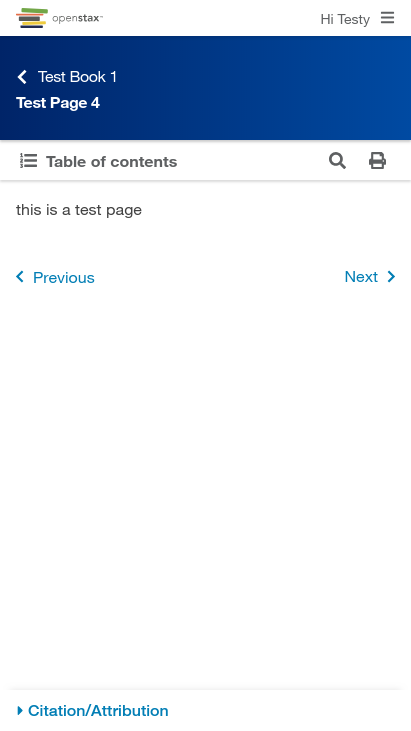 openstax™
Hi Testy
Test Book 1
Test Page 4
Table of contents
this is a test page
Previous
Next
Citation/Attribution